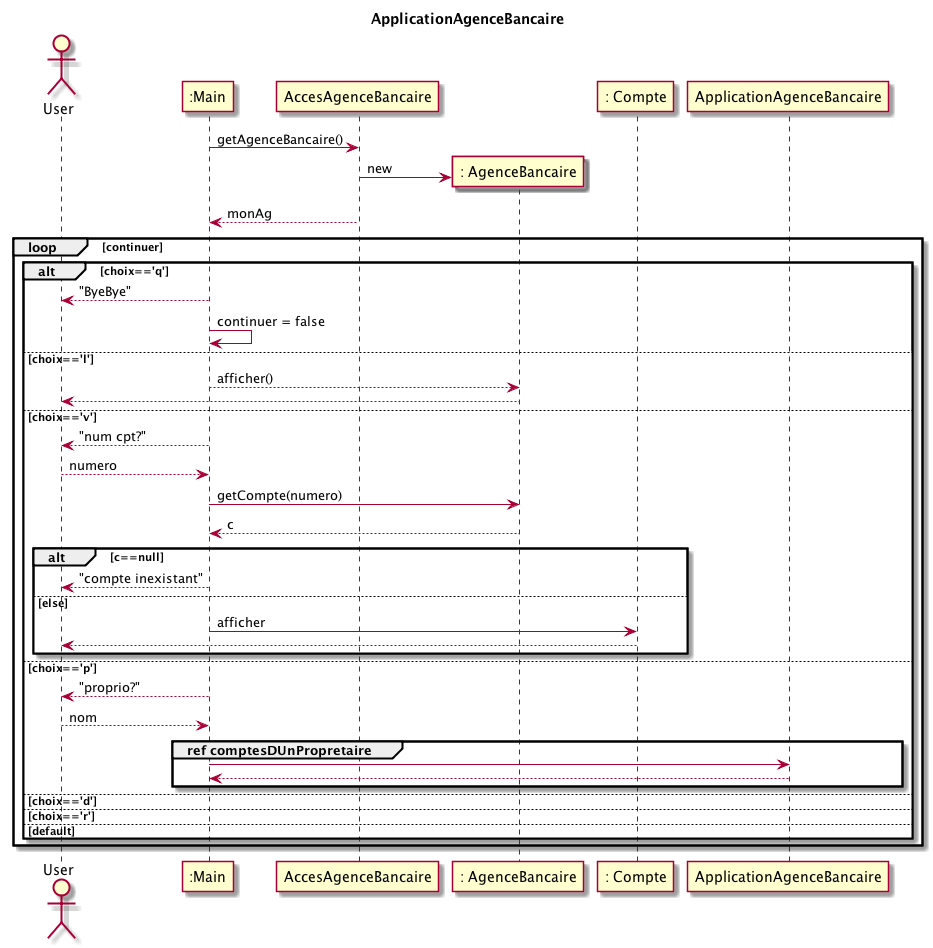 ApplicationAgenceBancaire
User
:Main
AccesAgenceBancaire
: Compte
ApplicationAgenceBancaire
getAgenceBancaire()
new
: AgenceBancaire
monAg
loop [continuer]
alt [choix=='q']
"ByeBye"
continuer = false
[choix=='l']
afficher()
[choix=='v']
"num cpt?"
numero
getCompte(numero)
c
alt [c==null]
"compte inexistant"
[else]
afficher
[choix=='p']
"proprio?"
nom
ref comptesDUnPropretaire
[choix=='d']
[choix=='r']
[default]
User
:Main
AccesAgenceBancaire
: AgenceBancaire
: Compte
ApplicationAgenceBancaire